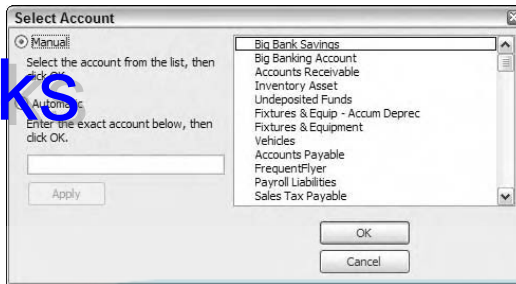 Select Account
Manual
Select the account from the list, then
click OK.
Automatic
Enter the exact account below, then
click OK.
Apply
Big Bank Savings
Big Banking Account
Accounts Receivable
Inventory Asset
Undeposited Funds
Fixtures & Equip - Accum Deprec
Fixtures & Equipment
Vehicles
Accounts Payable
FrequentFlyer
Payroll Liabilities
Sales Tax Payable
OK
Cancel
ks